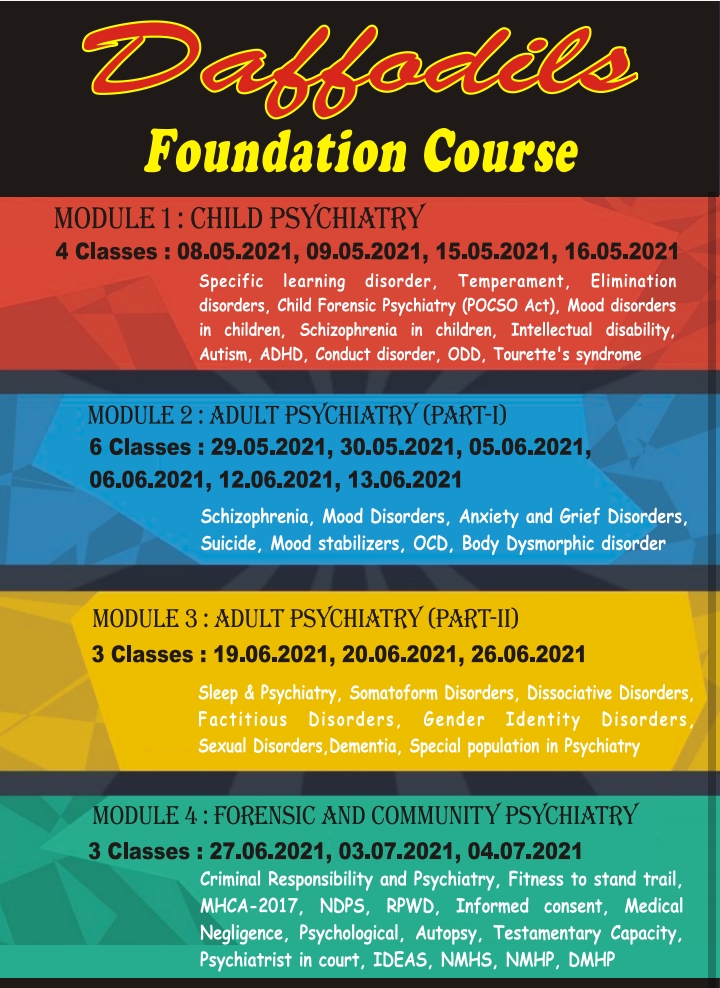 Daffodils
Foundation Course
MODULE 1 : CHILD PSYCHIATRY
4 Classes : 08.05.2021, 09.05.2021, 15.05.2021, 16.05.2021
Specific learning disorder, Temperament, Elimination
disorders, Child Forensic Psychiatry (POCSO Act), Mood disorders
in children, Schizophrenia in children, Intellectual disability,
Autism, ADHD, Conduct disorder, ODD, Tourette's syndrome
MODULE 2 : ADULT PSYCHIATRY (PART-I)
6 Classes : 29.05.2021, 30.05.2021, 05.06.2021,
06.06.2021, 12.06.2021, 13.06.2021
Schizophrenia, Mood Disorders, Anxiety and Grief Disorders,
Suicide, Mood stabilizers, OCD, Body Dysmorphic disorder
MODULE 3 : ADULT PSYCHIATRY (PART-II)
3 Classes : 19.06.2021, 20.06.2021, 26.06.2021
Sleep & Psychiatry, Somatoform Disorders, Dissociative Disorders,
Factitious Disorders, Gender Identity Disorders,
Sexual Disorders,Dementia, Special population in Psychiatry
MODULE 4 : FORENSIC AND COMMUNITY PSYCHIATRY
3 Classes : 27.06.2021, 03.07.2021, 04.07.2021
Criminal Responsibility and Psychiatry, Fitness to stand trail,
MHCA-2017, NDPS, RPWD, Informed consent, Medical
Negligence, Psychological, Autopsy, Testamentary Capacity,
Psychiatrist in court, IDEAS, NMHS, NMHP, DMHP